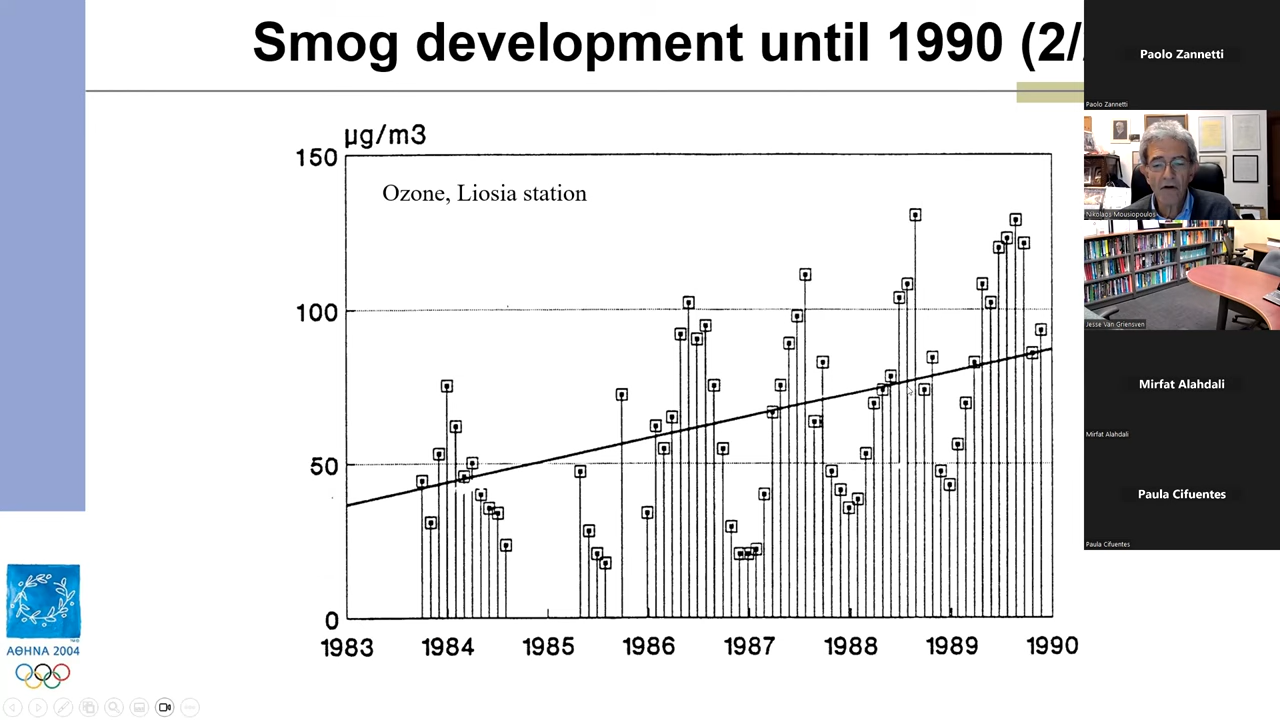 Smog development until 1990 (2/
µg/m3
150
Ozone, Liosia station
100
50
0
1983 1984 1985 1986 1987 1988 1989 1990
ΑΘΗΝΑ 2004
Paolo Zannetti
Paolo Zannetti
Nikolaos Mousiopoulos
Jesse Van Griensven
Mirfat Alahdali
Mirfat Alahdali
Paula Cifuentes
Paula Cifuentes